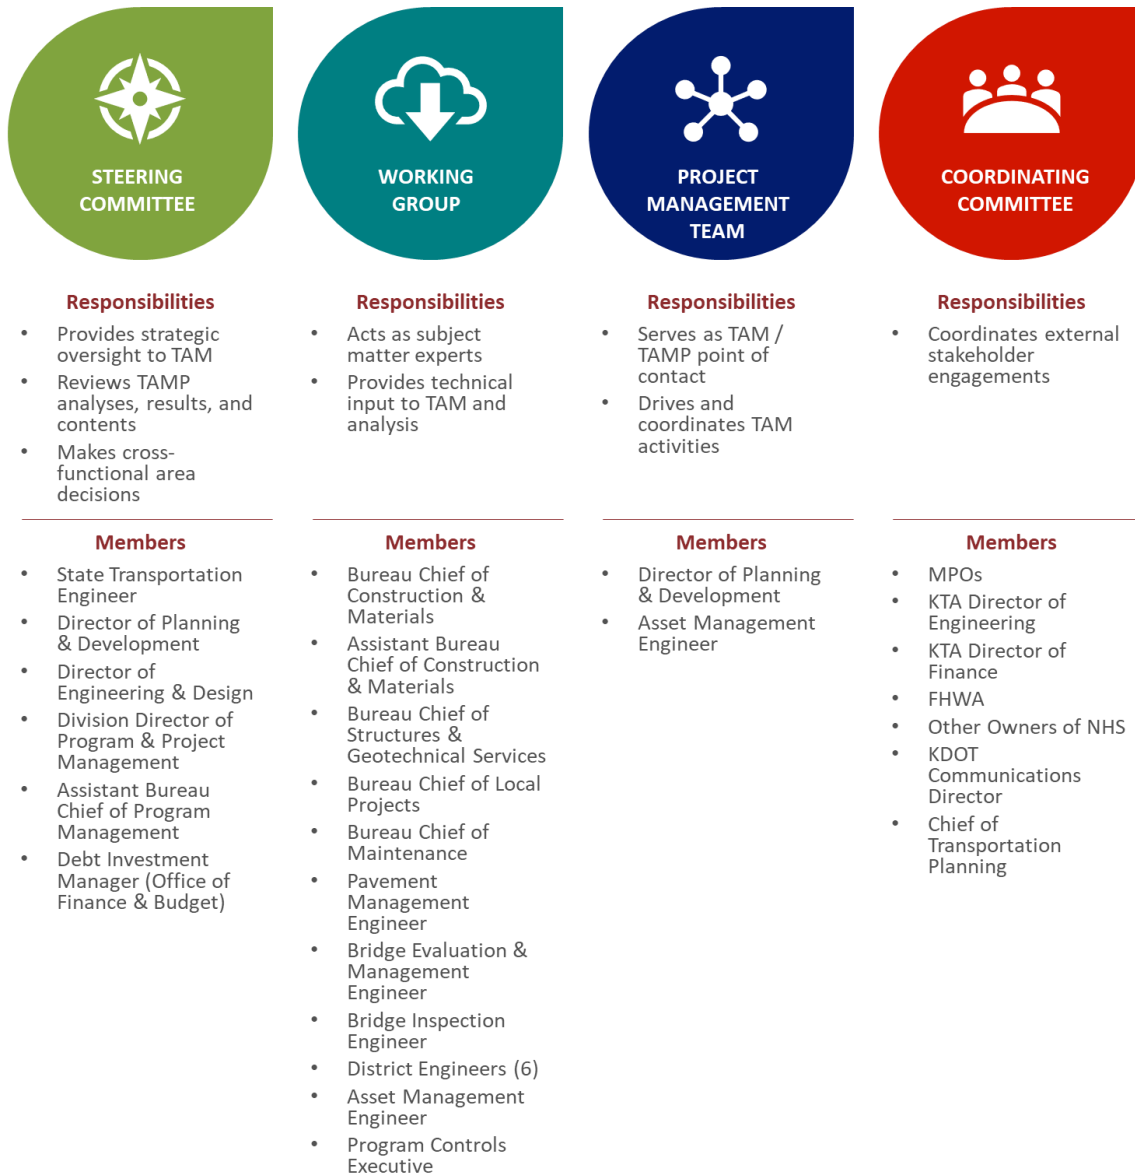 STEERING
COMMITTEE
Responsibilities
• Provides strategic
oversight to TAM
• Reviews TAMP
analyses, results, and
contents
• Makes cross-
functional area
decisions
Members
• State Transportation
Engineer
• Director of Planning
& Development
• Director of
Engineering & Design
• Division Director of
Program & Project
Management
• Assistant Bureau
Chief of Program
Management
• Debt Investment
Manager (Office of
Finance & Budget)
WORKING
GROUP
Responsibilities
• Acts as subject
matter experts
• Provides technical
input to TAM and
analysis
Members
• Bureau Chief of
Construction &
Materials
• Assistant Bureau
Chief of Construction
& Materials
• Bureau Chief of
Structures &
Geotechnical Services
• Bureau Chief of Local
Projects
• Bureau Chief of
Maintenance
• Pavement
Management
Engineer
• Bridge Evaluation &
Management
Engineer
• Bridge Inspection
Engineer
• District Engineers (6)
• Asset Management
Engineer
• Program Controls
Executive
PROJECT
MANAGEMENT
TEAM
Responsibilities
• Serves as TAM /
TAMP point of
contact
• Drives and
coordinates TAM
activities
Members
• Director of Planning
& Development
• Asset Management
Engineer
COORDINATING
COMMITTEE
Responsibilities
• Coordinates external
stakeholder
engagements
Members
• MPOs
• KTA Director of
Engineering
• KTA Director of
Finance
• FHWA
• Other Owners of NHS
• KDOT
Communications
Director
• Chief of
Transportation
Planning